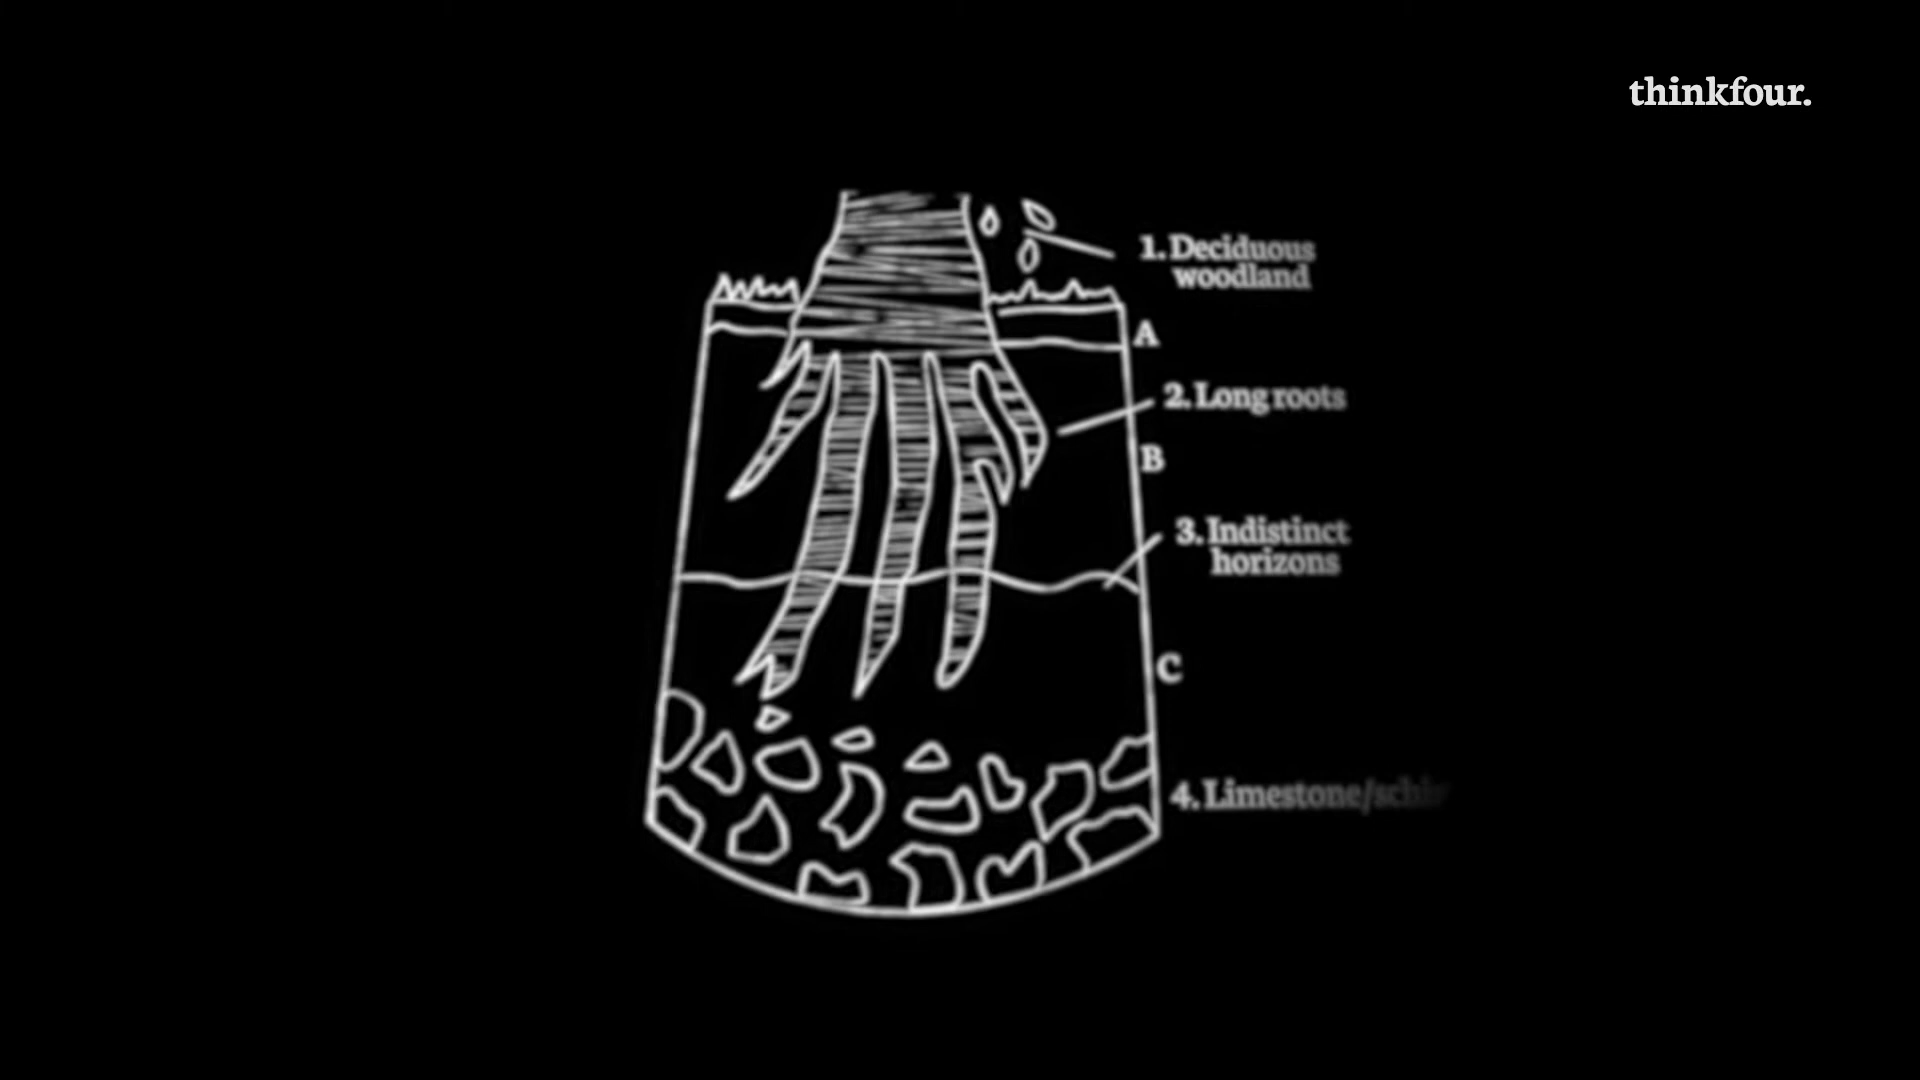 thinkfour.
1. Deciduous
woodland
A
2. Long roots
B
3. Indistinct
horizons
C
4. Limestone/